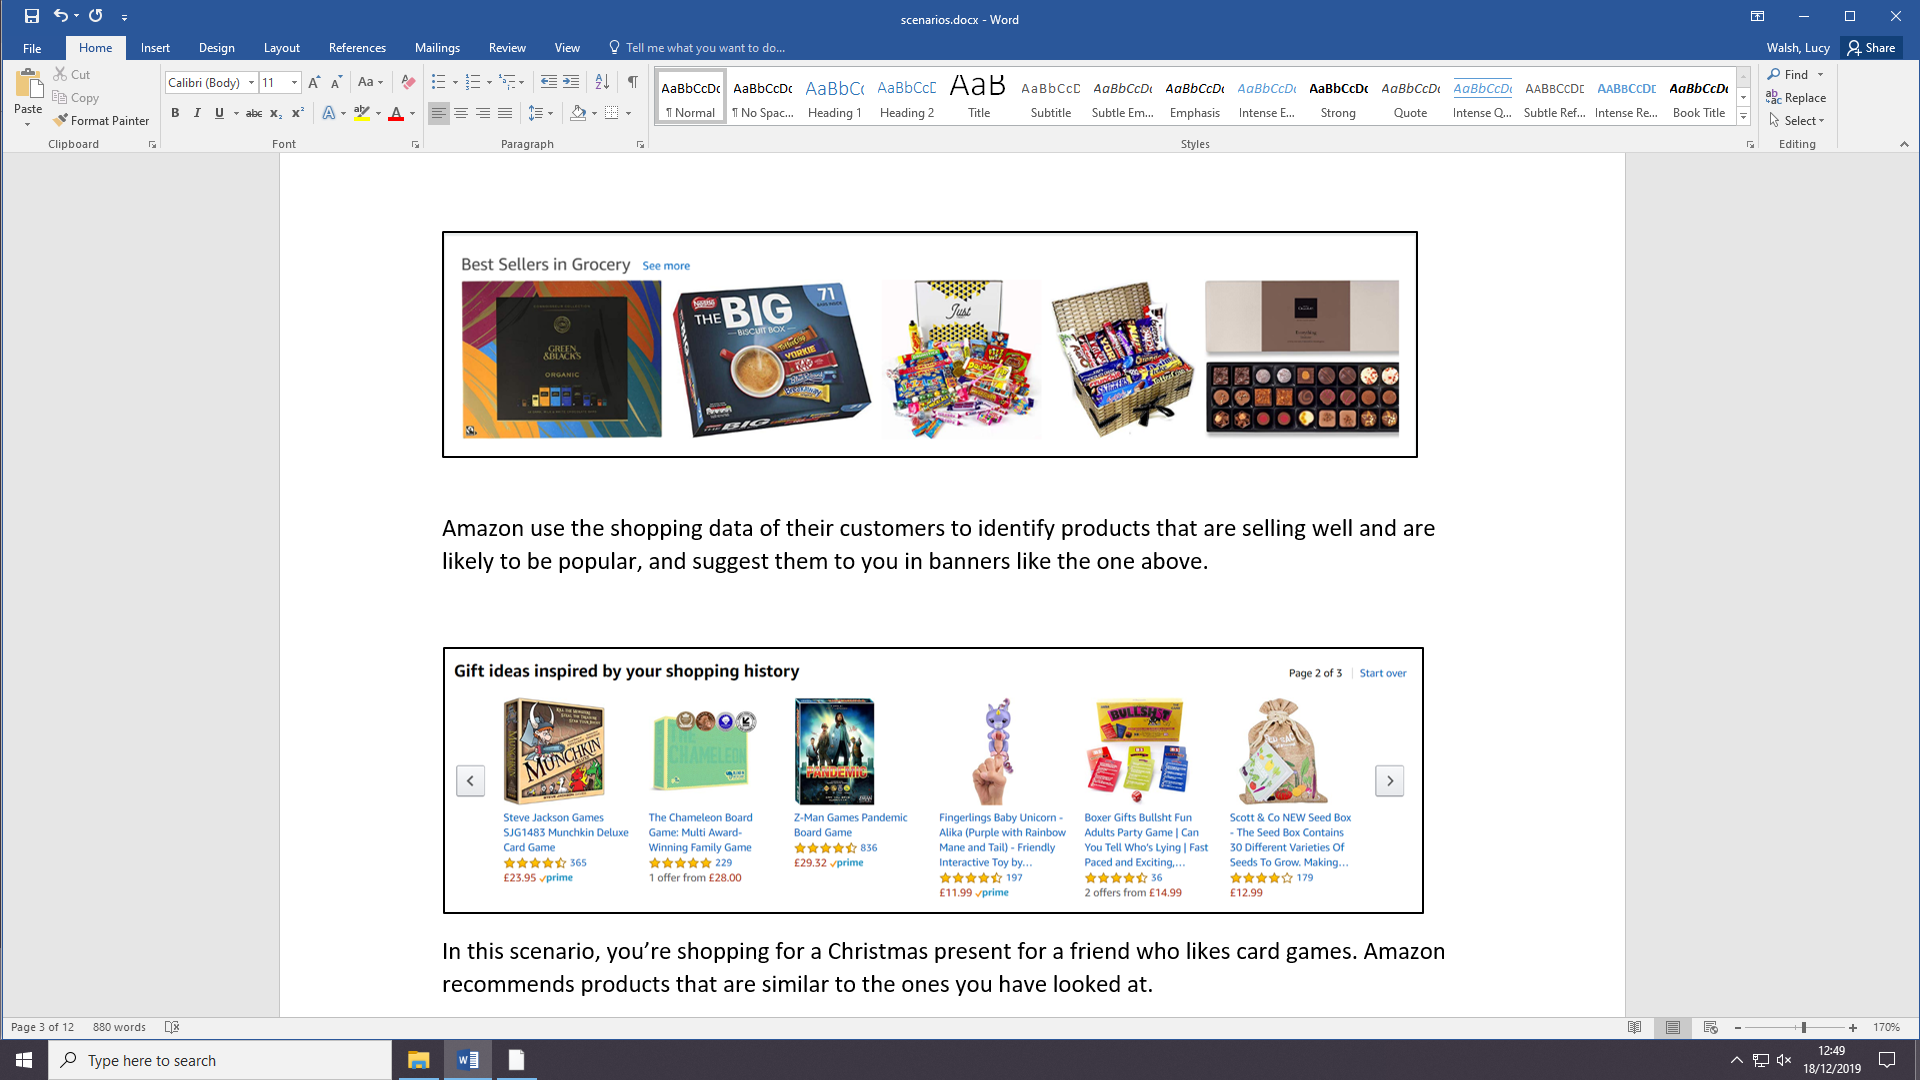 scenarios.docx - Word
File Home Insert Design Layout References Mailings Review View Tell me what you want to do... Walsh, Lucy Share
Paste Cut Copy Format Painter
Calibri (Body) 11
AaBbCcDc AaBbCcDc AaBbCc AaBbCcC AaB AaBbCcD AaBbCcDc AaBbCcDc AaBbCcDc AaBbCcDc AaBbCcDc AaBbCcDc AABBCCDD AABBCCDD AaBbCcDc
¶ Normal ¶ No Spac... Heading 1 Heading 2 Title Subtitle Subtle Em... Emphasis Intense E... Strong Quote Intense Q... Subtle Ref... Intense Re... Book Title
Find Replace Select
Clipboard Font Paragraph Styles Editing
Best Sellers in Grocery See more
GREEN
&BLACK'S
ORGANIC
Nestle
THE BIG
BISCUIT BOX
71
YORKIE
BIG
Just
Amazon use the shopping data of their customers to identify products that are selling well and are
likely to be popular, and suggest them to you in banners like the one above.
Gift ideas inspired by your shopping history
Page 2 of 3 Start over
MUNCHKIN
THE CHAMELEON
PANDEMIC
BULLSH*T
Steve Jackson Games
SJG1483 Munchkin Deluxe
Card Game
365
£23.95 prime
The Chameleon Board
Game: Multi Award-
Winning Family Game
229
1 offer from £28.00
Z-Man Games Pandemic
Board Game
836
£29.32 prime
Fingerlings Baby Unicorn -
Alika (Purple with Rainbow
Mane and Tail) - Friendly
Interactive Toy by...
197
£11.99 prime
Boxer Gifts Bullsht Fun
Adults Party Game | Can
You Tell Who's Lying | Fast
Paced and Exciting,...
36
2 offers from £14.99
Scott & Co NEW Seed Box
- The Seed Box Contains
30 Different Varieties Of
Seeds To Grow. Making...
179
£12.99
In this scenario, you’re shopping for a Christmas present for a friend who likes card games. Amazon
recommends products that are similar to the ones you have looked at.
Page 3 of 12 880 words 170%
Type here to search
12:49
18/12/2019